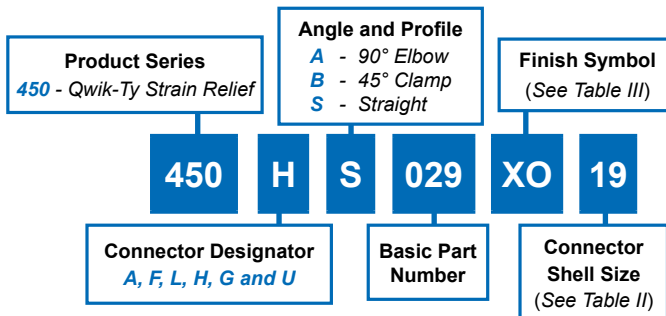 Product Series
450 - Qwik-Ty Strain Relief
Angle and Profile
A - 90° Elbow
B - 45° Clamp
S - Straight
Finish Symbol
(See Table III)
450 H S 029 XO 19
Connector Designator
A, F, L, H, G and U
Basic Part
Number
Connector
Shell Size
(See Table II)